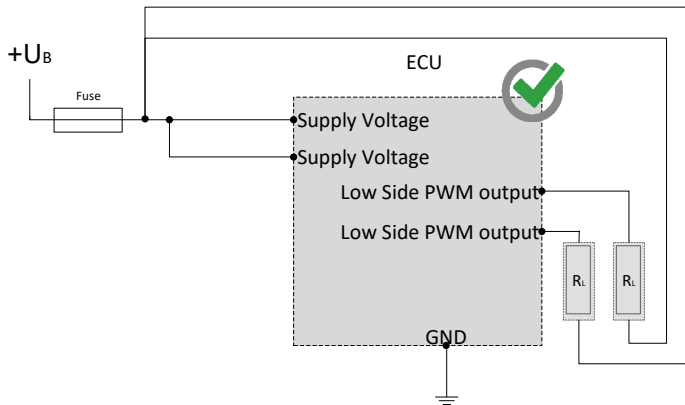 ECU
+UB
Fuse
Supply Voltage
Supply Voltage
Low Side PWM output
Low Side PWM output
RL RL
GND